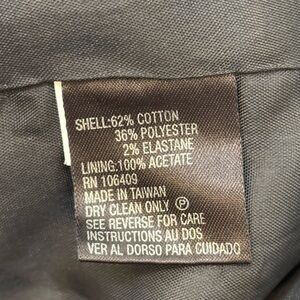 SHELL:62% COTTON
36% POLYESTER
2% ELASTANE
LINING:100% ACETATE
RN 106409
MADE IN TAIWAN
DRY CLEAN ONLY Ⓟ
SEE REVERSE FOR CARE
INSTRUCTIONS AU DOS
VER AL DORSO PARA CUIDADO